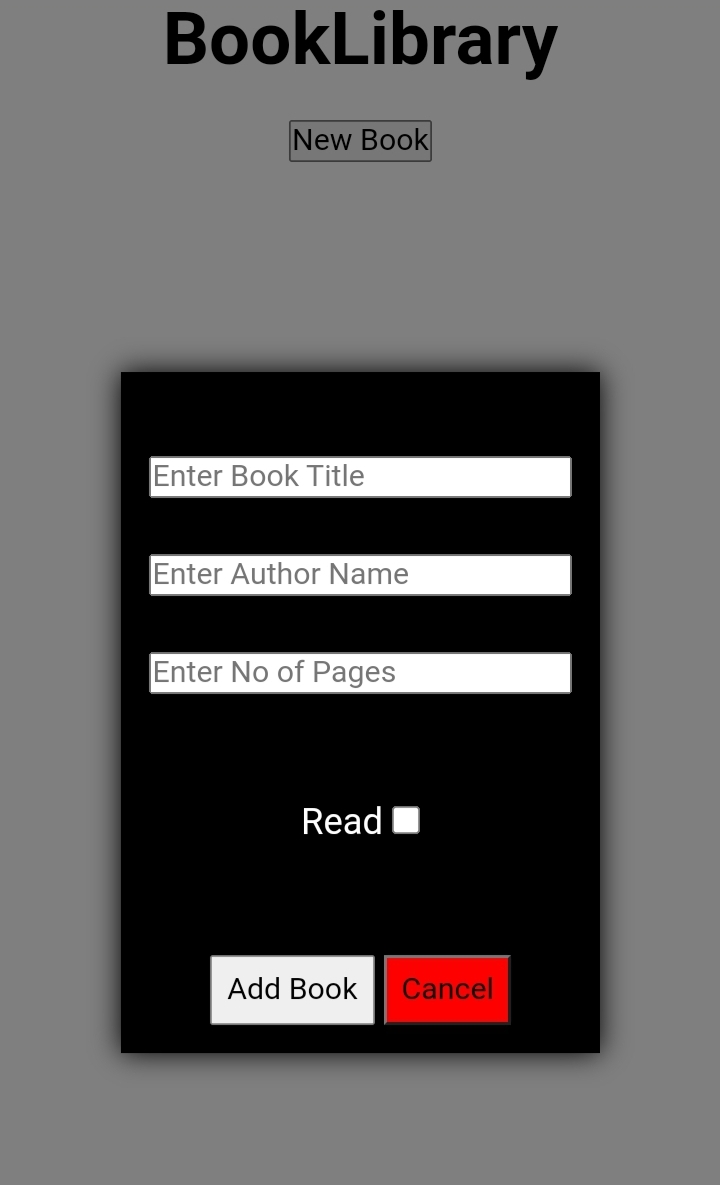 BookLibrary
New Book
Enter Book Title
Enter Author Name
Enter No of Pages
Read
Add Book Cancel